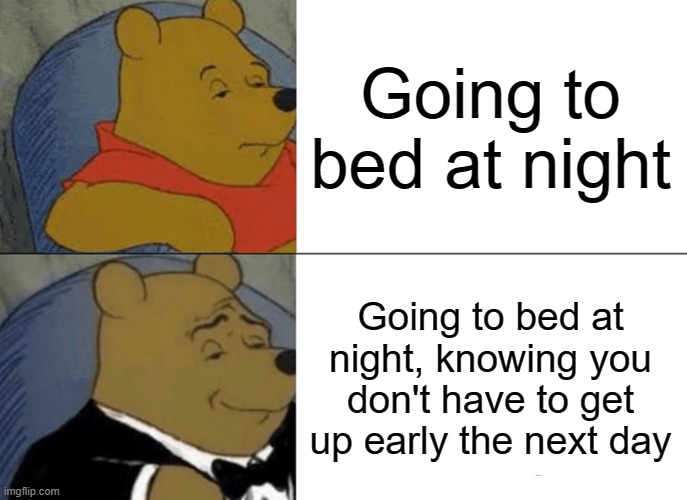 Going to
bed at night
Going to bed at
night, knowing you
don't have to get
up early the next day
imgflip.com